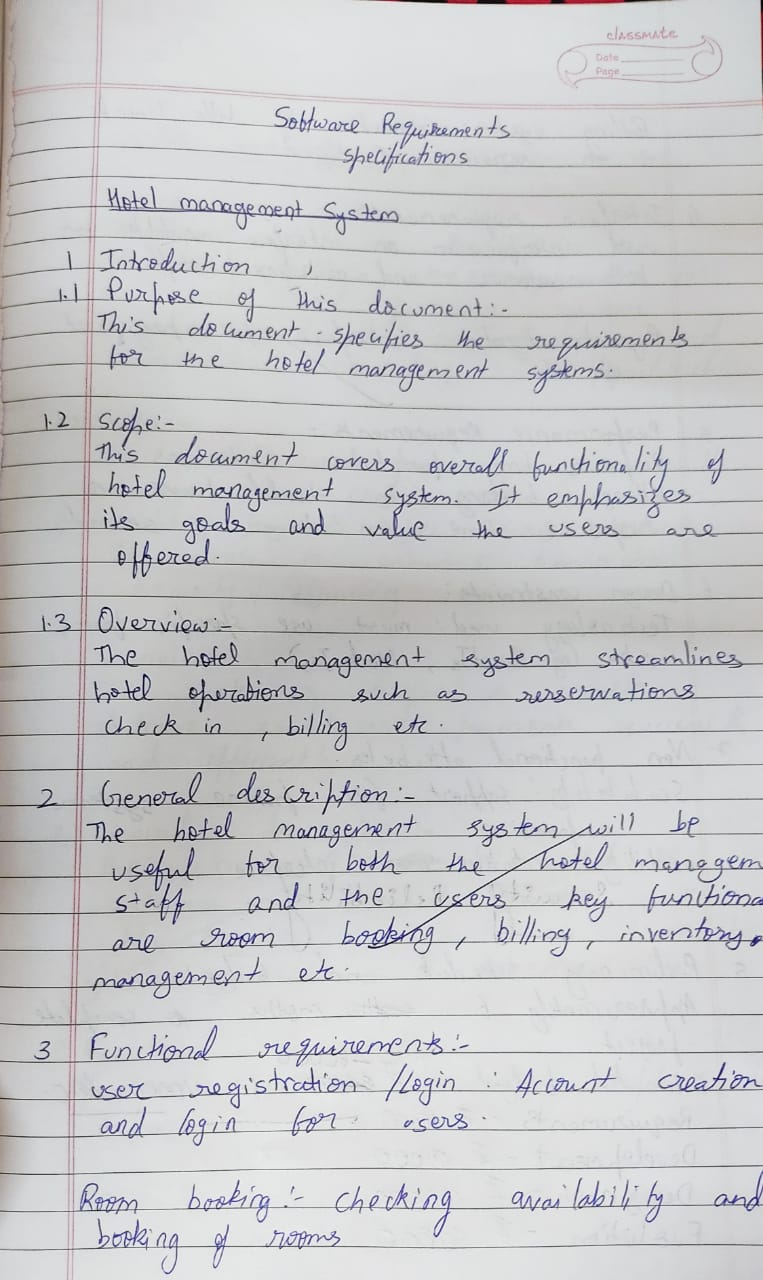 classmate
Date
Page
Software Requirements
specifications
Hotel management System
1 Introduction
1.1 Purpose of this document:-
This document specifies the requirements
for the hotel management systems.
1.2 Scope:-
This document covers overall functionality of
hotel management system. It emphasizes
its goals and value the users are
offered.
1.3 Overview:-
The hotel management system streamlines
hotel operations such as rerservations
check in , billing etc.
2 General description:-
The hotel management system will be
useful for both the hotel managem
staff and the users key functiona
are room booking, billing, inventory
management etc.
3 Functional requirements:-
user registration /Login : Account creation
and login for users.
Room booking:- checking availability and
booking of rooms